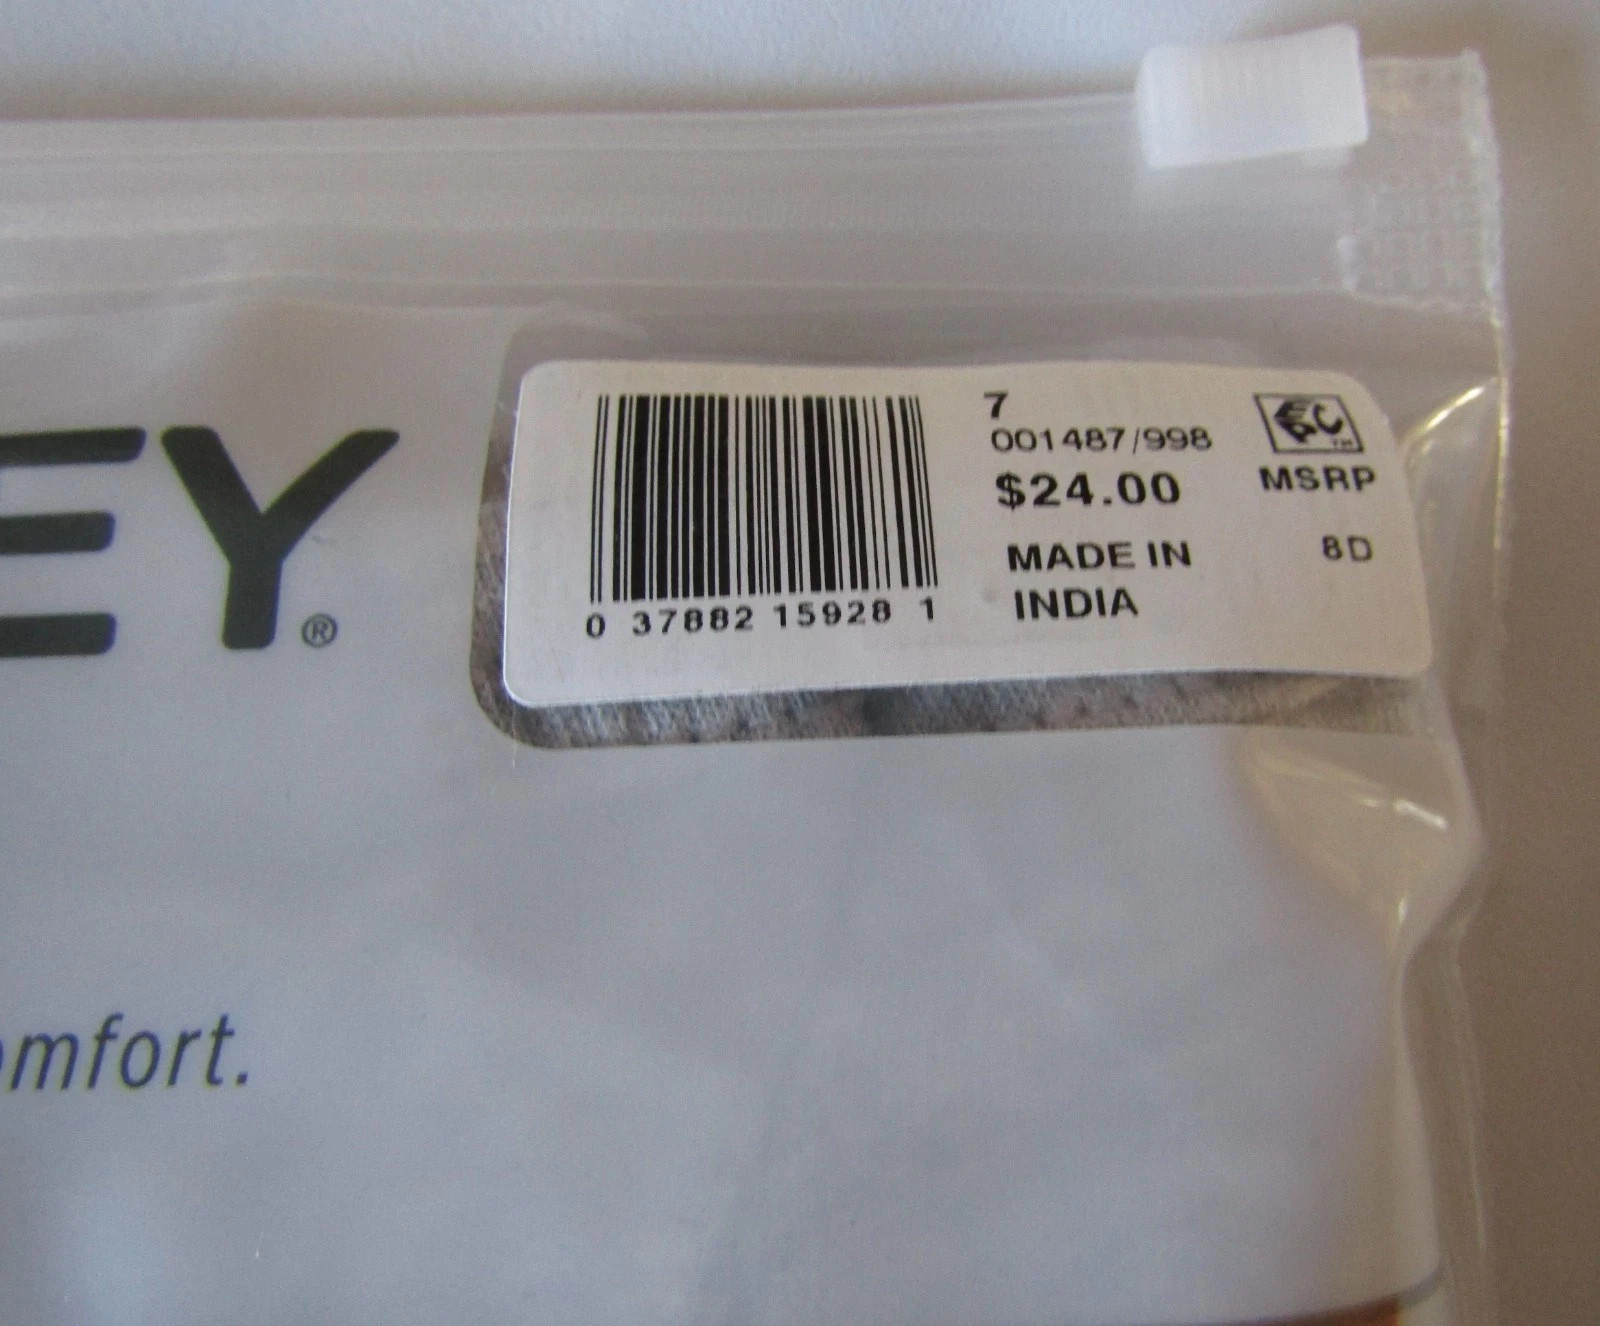 EY®
omfort.
7
001487/998
$24.00
MSRP
MADE IN
INDIA
8D
0 37882 15928 1